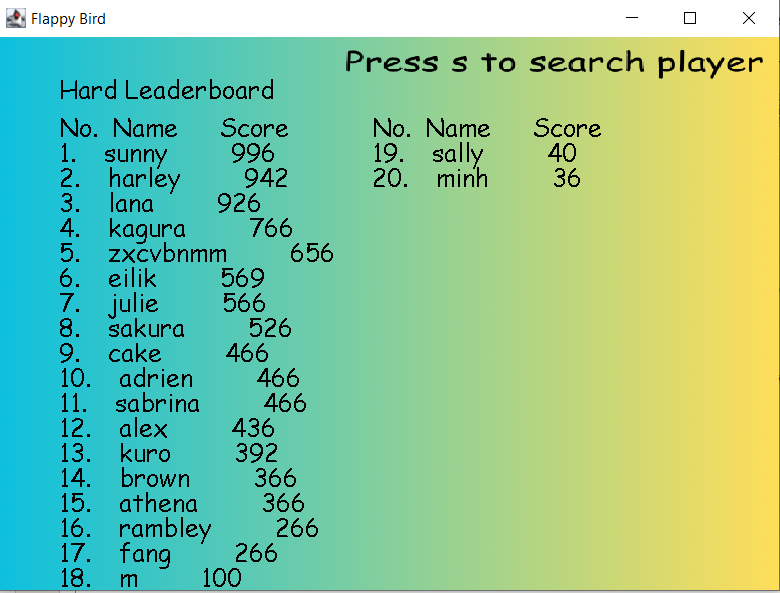 Flappy Bird
Press s to search player
Hard Leaderboard
No. Name Score
1. sunny 996
2. harley 942
3. lana 926
4. kagura 766
5. zxcvbnmm 656
6. eilik 569
7. julie 566
8. sakura 526
9. cake 466
10. adrien 466
11. sabrina 466
12. alex 436
13. kuro 392
14. brown 366
15. athena 366
16. rambley 266
17. fang 266
18. m 100
No. Name Score
19. sally 40
20. minh 36